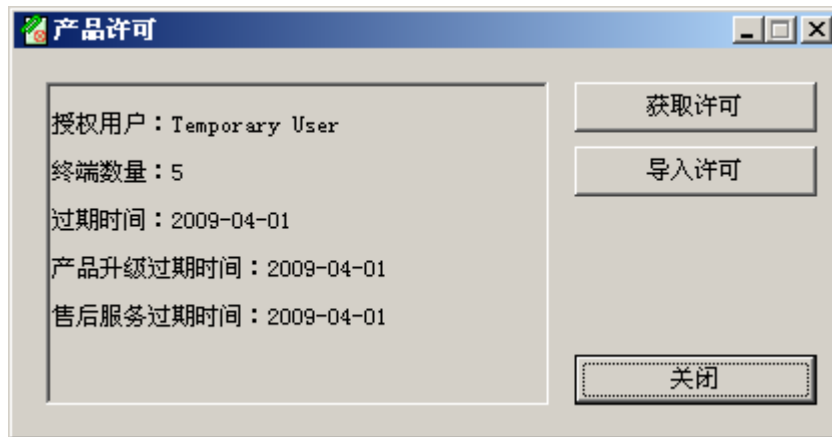 产品许可
授权用户：Temporary User
终端数量：5
过期时间：2009-04-01
产品升级过期时间：2009-04-01
售后服务过期时间：2009-04-01
获取许可
导入许可
关闭